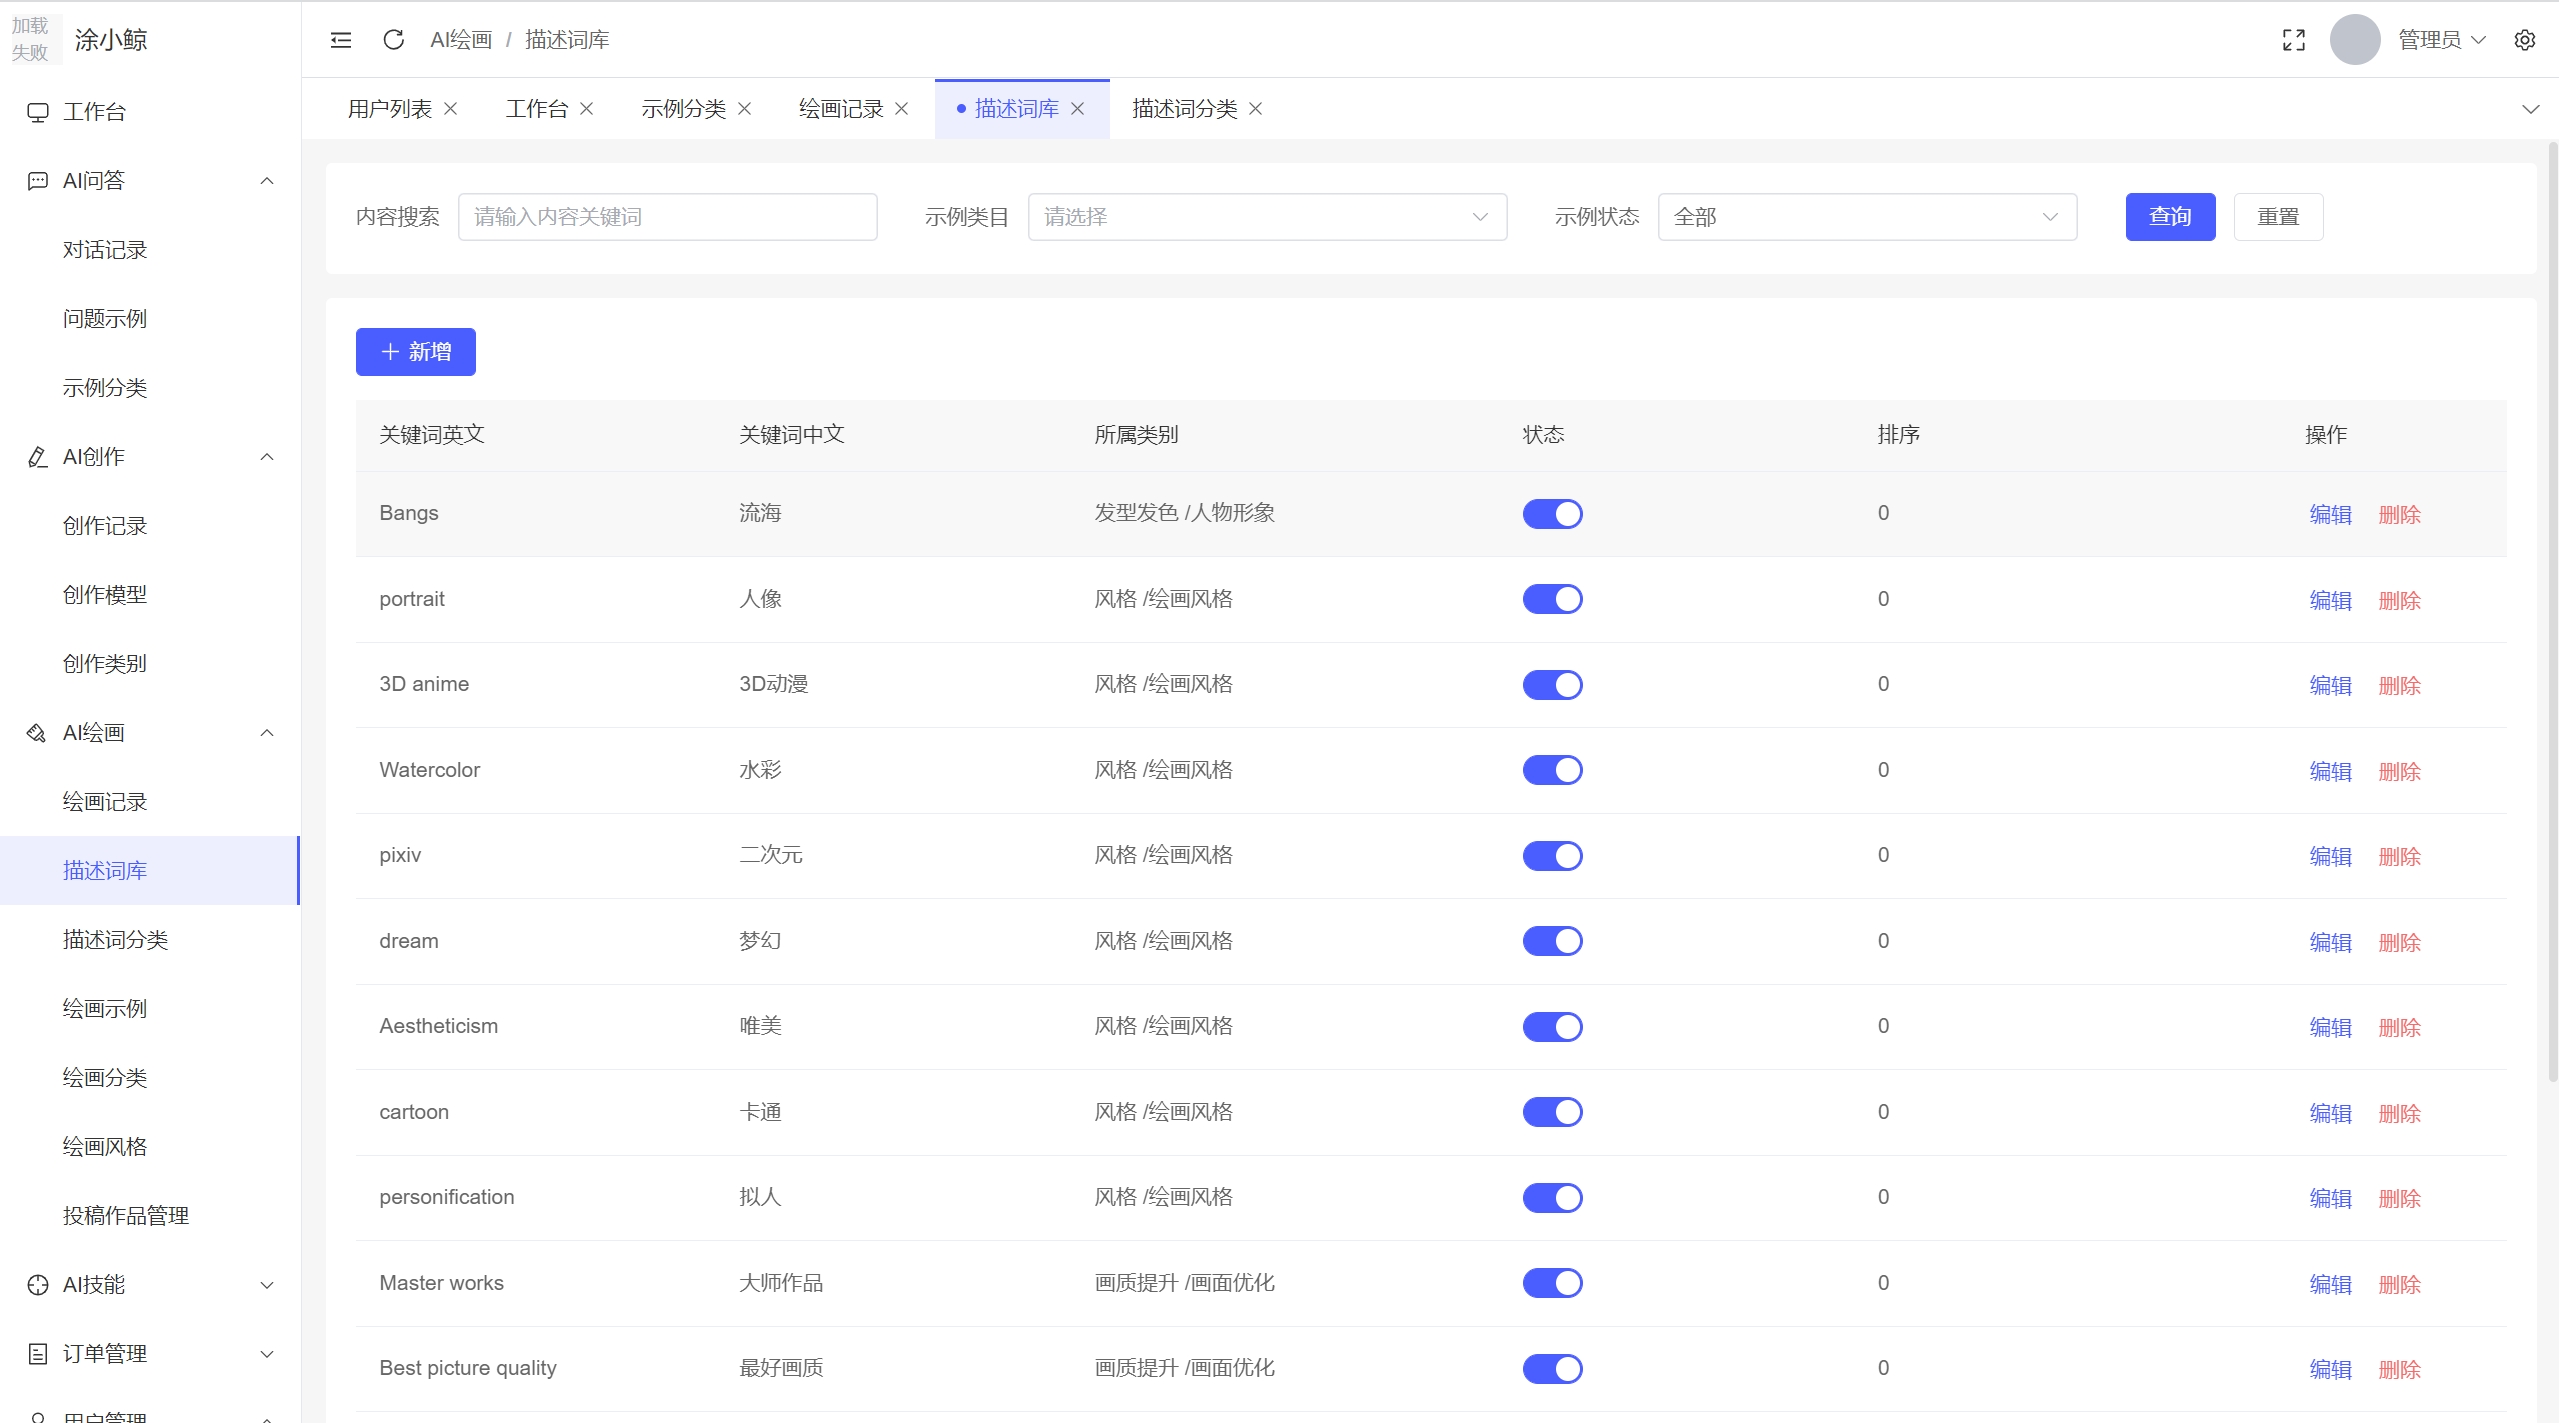 加载失败
涂小鲸
AI绘画 / 描述词库
管理员
用户列表 工作台 示例分类 绘画记录 描述词库 描述词分类
工作台
AI问答
对话记录
问题示例
示例分类
AI创作
创作记录
创作模型
创作类别
AI绘画
绘画记录
描述词库
描述词分类
绘画示例
绘画分类
绘画风格
投稿作品管理
AI技能
订单管理
用户管理
内容搜索 请输入内容关键词 示例类目 请选择 示例状态 全部 查询 重置
新增
关键词英文 关键词中文 所属类别 状态 排序 操作
Bangs 流海 发型发色 /人物形象 0 编辑 删除
portrait 人像 风格 /绘画风格 0 编辑 删除
3D anime 3D动漫 风格 /绘画风格 0 编辑 删除
Watercolor 水彩 风格 /绘画风格 0 编辑 删除
pixiv 二次元 风格 /绘画风格 0 编辑 删除
dream 梦幻 风格 /绘画风格 0 编辑 删除
Aestheticism 唯美 风格 /绘画风格 0 编辑 删除
cartoon 卡通 风格 /绘画风格 0 编辑 删除
personification 拟人 风格 /绘画风格 0 编辑 删除
Master works 大师作品 画质提升 /画面优化 0 编辑 删除
Best picture quality 最好画质 画质提升 /画面优化 0 编辑 删除